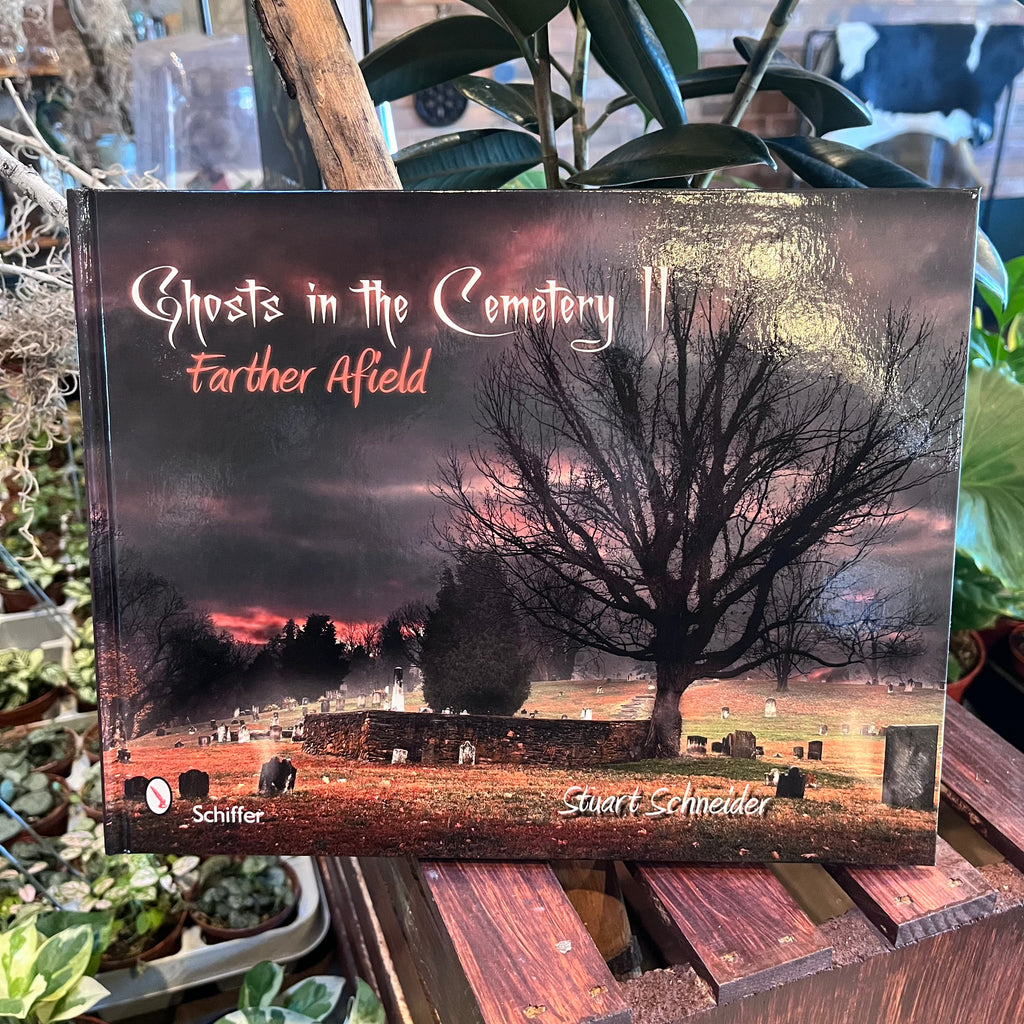 Ghosts in the Cemetery II
Farther Afield
Schiffer
Stuart Schneider